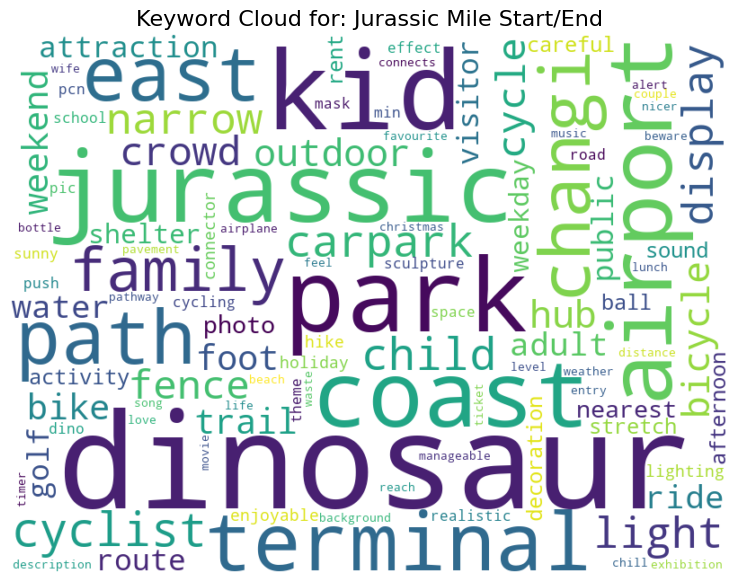 Keyword Cloud for: Jurassic Mile Start/End
attraction
wife
pcn
east
kid
rent
effect
connects
mask
min
visitor
cycle
careful
alert
couple
nicer
beware
display
weekend
school
narrow
favourite
music
road
changi
airport
pic
crowd
outdoor
weekday
public
jurassic
bottle
shelter
airplane
connector
christmas
carpark
sound
sunny
pavement
family
feel
sculpture
push
lunch
water
pathway
cycling
park
space
hub
ball
bicycle
path
photo
hike
distance
foot
holiday
child
adult
level
weather
activity
fence
beach
theme
waste
coast
entry
nearest
afternoon
bike
song
life
trail
ticket
stretch
dino
love
golf
movie
dinosaur
manageable
decoration
lighting
timer
reach
ride
cyclist
enjoyable
background
realistic
terminal
light
route
description
chill
exhibition